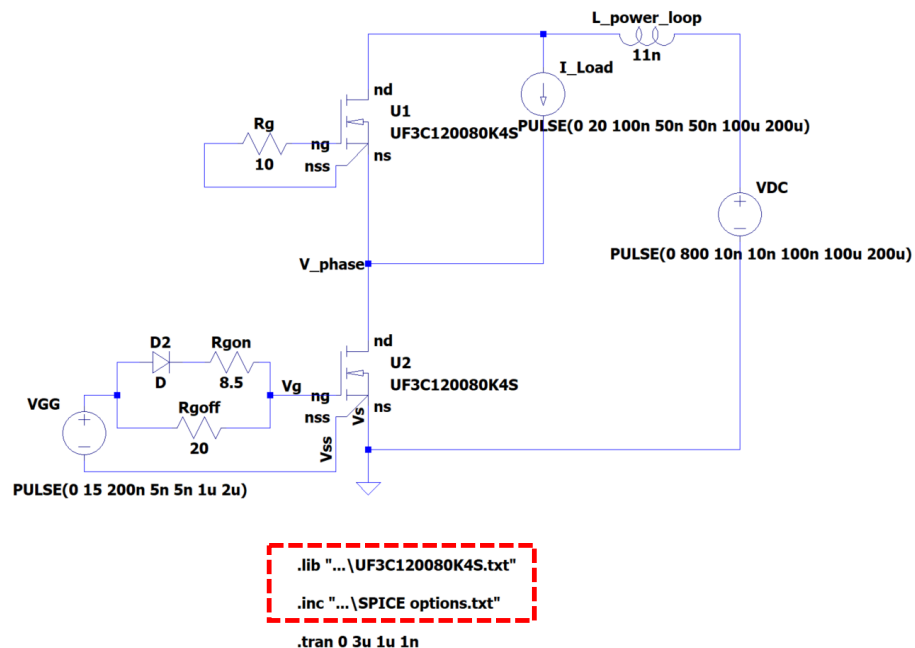 L_power_loop
11n
I_Load
PULSE(0 20 100n 50n 50n 100u 200u)
nd
U1
UF3C120080K4S
Rg
10
ng
nss
ns
VDC
PULSE(0 800 10n 10n 100n 100u 200u)
V_phase
nd
U2
UF3C120080K4S
D2
D
Rgon
8.5
Vg
ng
nss
ns
Vs
Vss
Rgoff
20
VGG
PULSE(0 15 200n 5n 5n 1u 2u)
.lib "...\UF3C120080K4S.txt"
.inc "...\SPICE options.txt"
.tran 0 3u 1u 1n